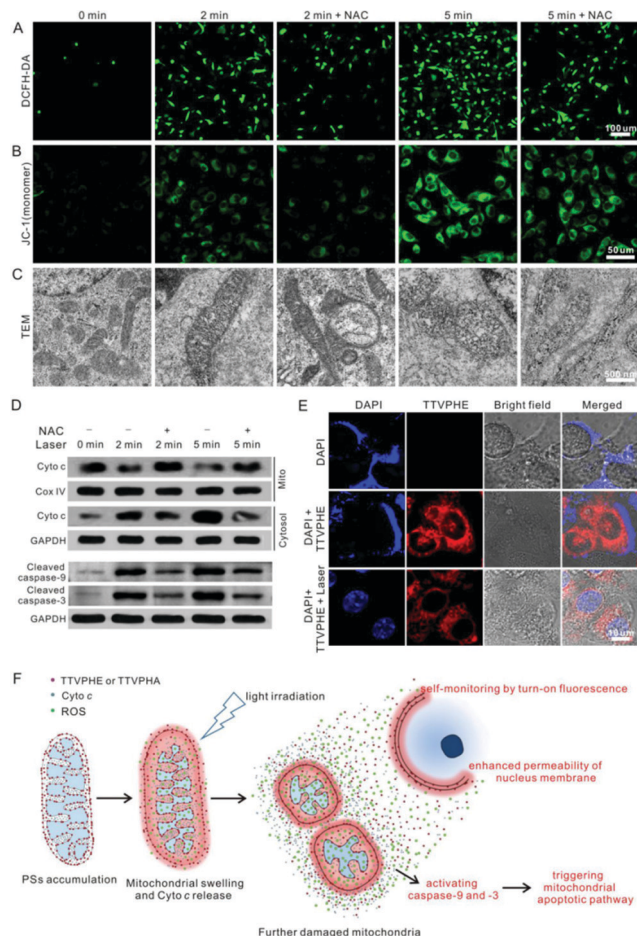 0 min 2 min 2 min + NAC 5 min 5 min + NAC
A
DCFH-DA
100 um
B
JC-1(monomer)
50 um
C
TEM
500 nm
D
NAC – – + – +
Laser 0 min 2 min 2 min 5 min 5 min
Cyto c
Cox IV
Mito
Cyto c
GAPDH
Cytosol
Cleaved
caspase-9
Cleaved
caspase-3
GAPDH
E
DAPI TTVPHE Bright field Merged
DAPI
DAPI+
TTVPHE
DAPI+
TTVPHE + Laser
10 um
F
TTVPHE or TTVPHA
Cyto c
ROS
light irradiation
self-monitoring by turn-on fluorescence
enhanced permeability of
nucleus membrane
PSs accumulation
Mitochondrial swelling
and Cyto c release
Further damaged mitochondria
activating
caspase-9 and -3
triggering
mitochondrial
apoptotic pathway